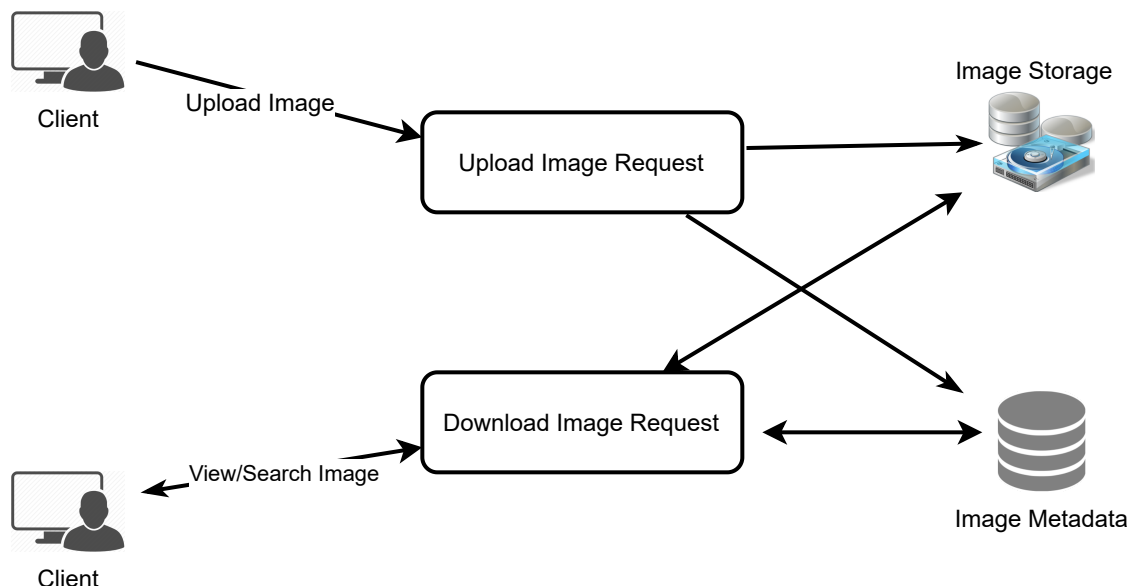 Image Storage
Upload Image
Client
Upload Image Request
Download Image Request
View/Search Image
Image Metadata
Client